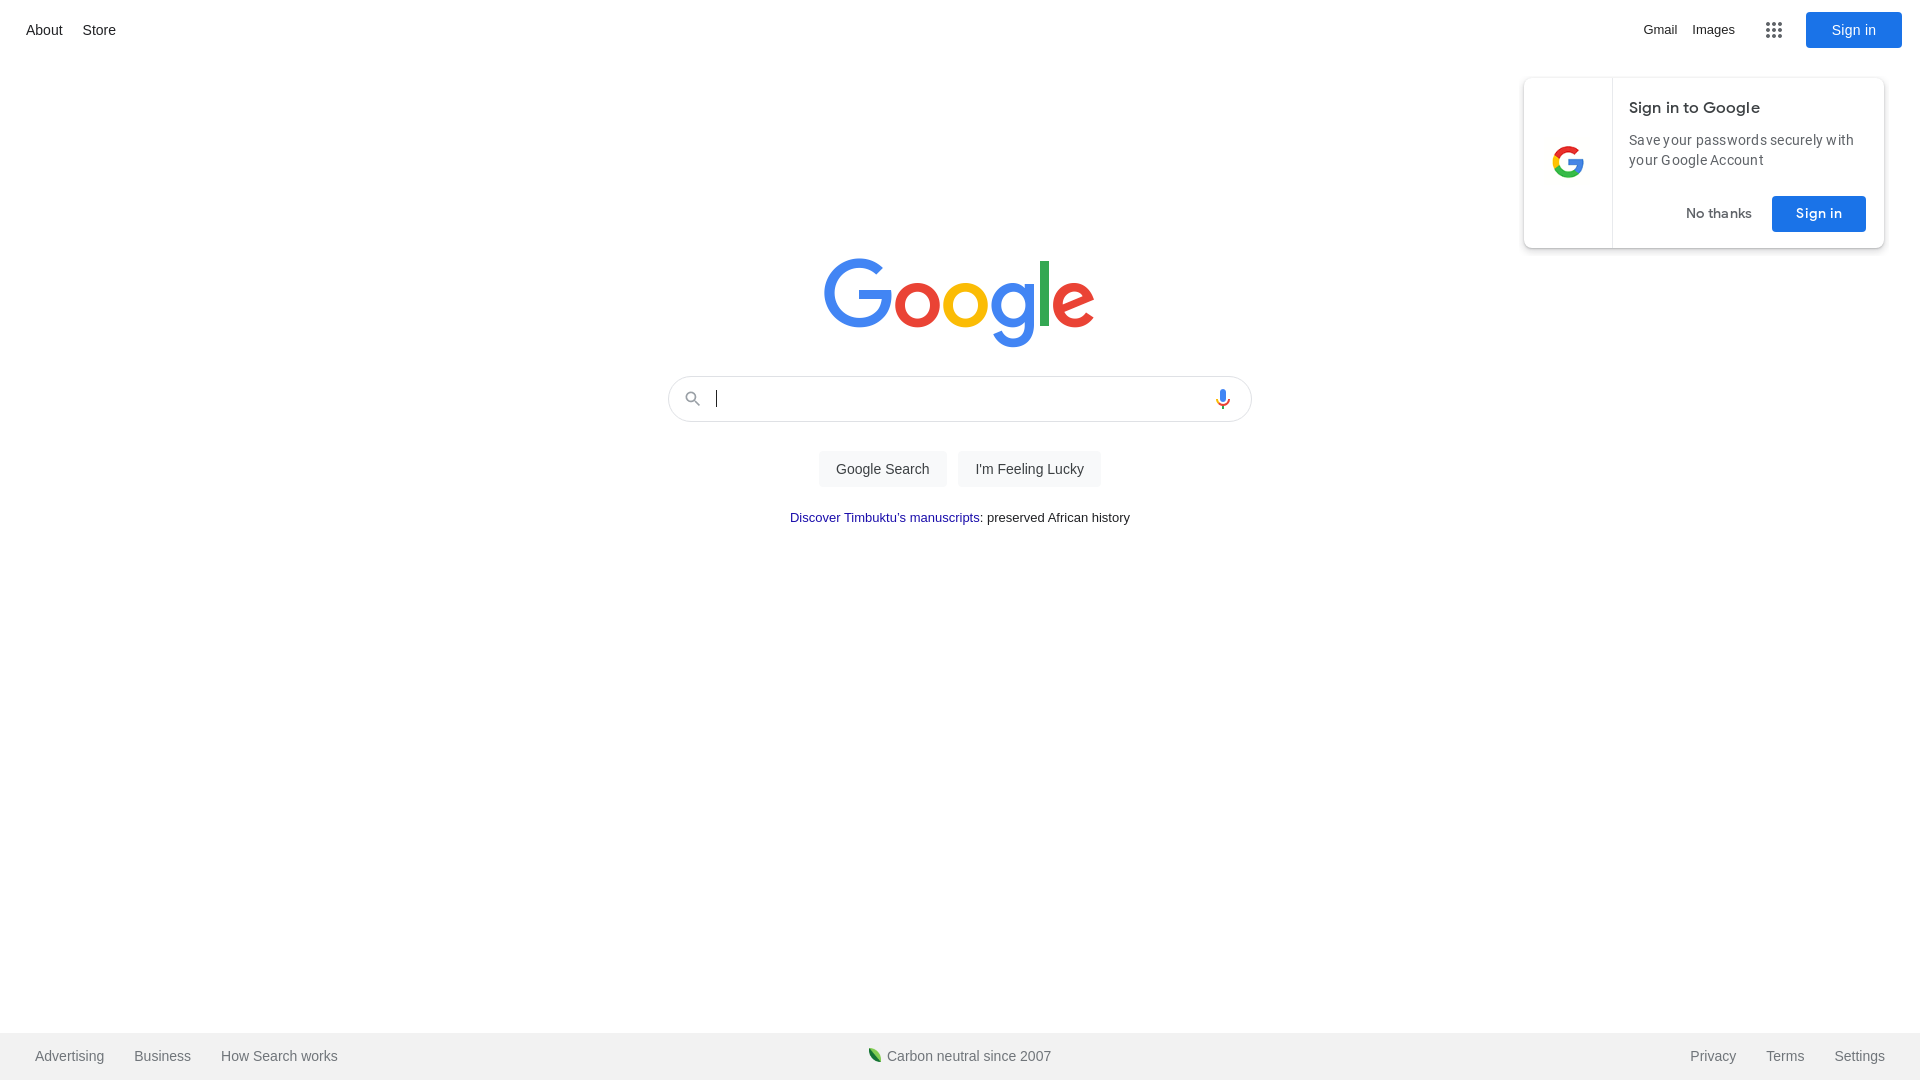 About
Store
Gmail
Images
Sign in
Sign in to Google
Save your passwords securely with
your Google Account
No thanks
Sign in
Google
Google Search
I'm Feeling Lucky
Discover Timbuktu’s manuscripts: preserved African history
Advertising
Business
How Search works
Carbon neutral since 2007
Privacy
Terms
Settings